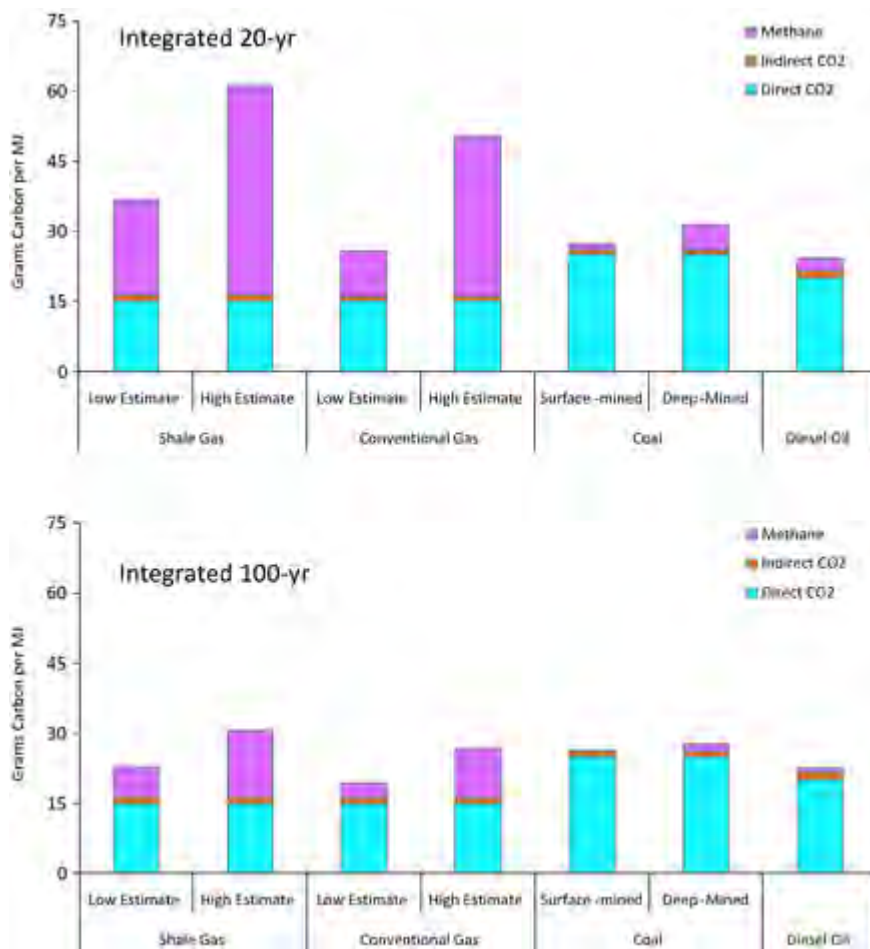 75
Integrated 20-yr
Methane
Indirect CO2
Direct CO2
60
45
30
15
0
Grams Carbon per MJ
Low Estimate High Estimate Low Estimate High Estimate Surface -mined Deep-Mined
Shale Gas Conventional Gas Coal Diesel Oil
75
Integrated 100-yr
Methane
Indirect CO2
Direct CO2
60
45
30
15
0
Grams Carbon per MJ
Low Estimate High Estimate Low Estimate High Estimate Surface -mined Deep-Mined
Shale Gas Conventional Gas Coal Diesel Oil